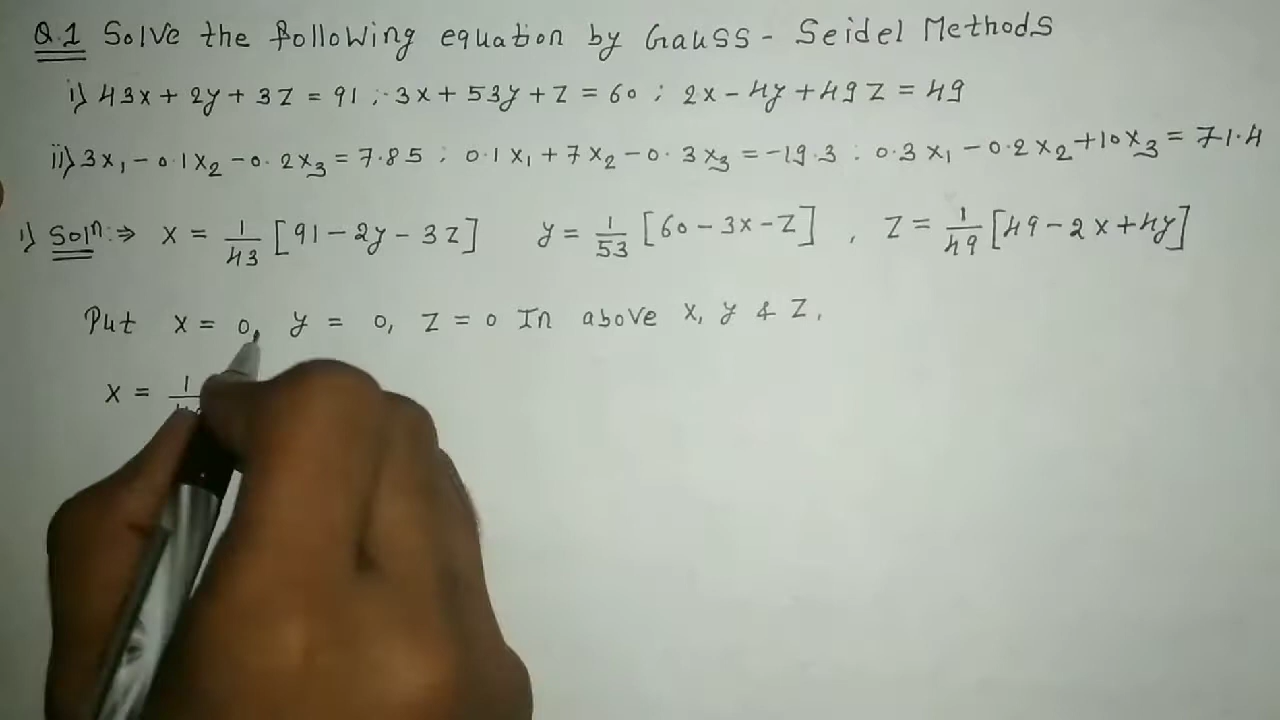 Q.1 Solve the following equation by Gauss - Seidel Methods
i) 43x + 2y + 3z = 91 ; 3x + 53y + z = 60 ; 2x - 4y + 49z = 49
ii) 3x₁ - 0.1x₂ - 0.2x₃ = 7.85 ; 0.1x₁ + 7x₂ - 0.3x₃ = -19.3 : 0.3x₁ - 0.2x₂ + 10x₃ = 71.4
i) Solⁿ ⇒ x = 1/43 [91 - 2y - 3z] y = 1/53 [60 - 3x - z] , z = 1/49 [49 - 2x + 4y]
Put x = 0, y = 0, z = 0 In above x, y & z.
x = 1